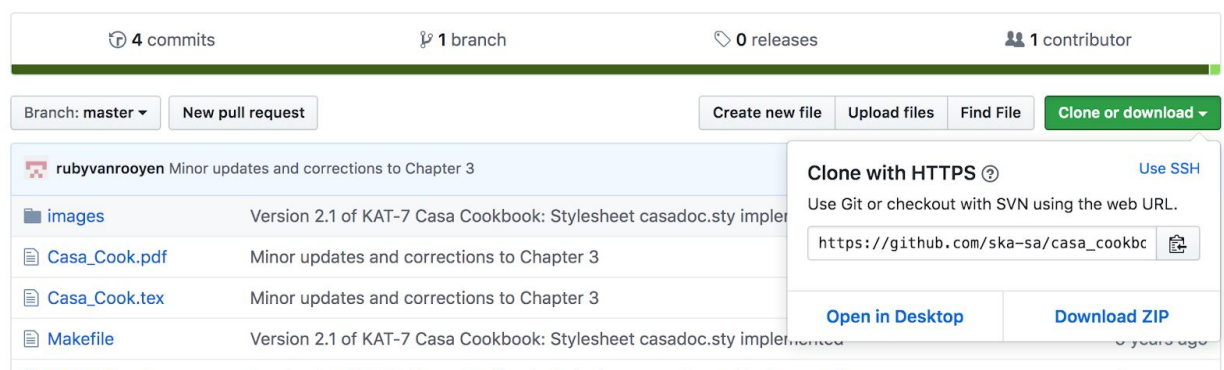 4 commits 1 branch 0 releases 1 contributor
Branch: master New pull request Create new file Upload files Find File Clone or download
rubyvanrooyen Minor updates and corrections to Chapter 3
Clone with HTTPS ? Use SSH
Use Git or checkout with SVN using the web URL.
images Version 2.1 of KAT-7 Casa Cookbook: Stylesheet casadoc.sty implem
https://github.com/ska-sa/casa_cookbo
Casa_Cook.pdf Minor updates and corrections to Chapter 3
Casa_Cook.tex Minor updates and corrections to Chapter 3
Open in Desktop Download ZIP
Makefile Version 2.1 of KAT-7 Casa Cookbook: Stylesheet casadoc.sty implemented years ago